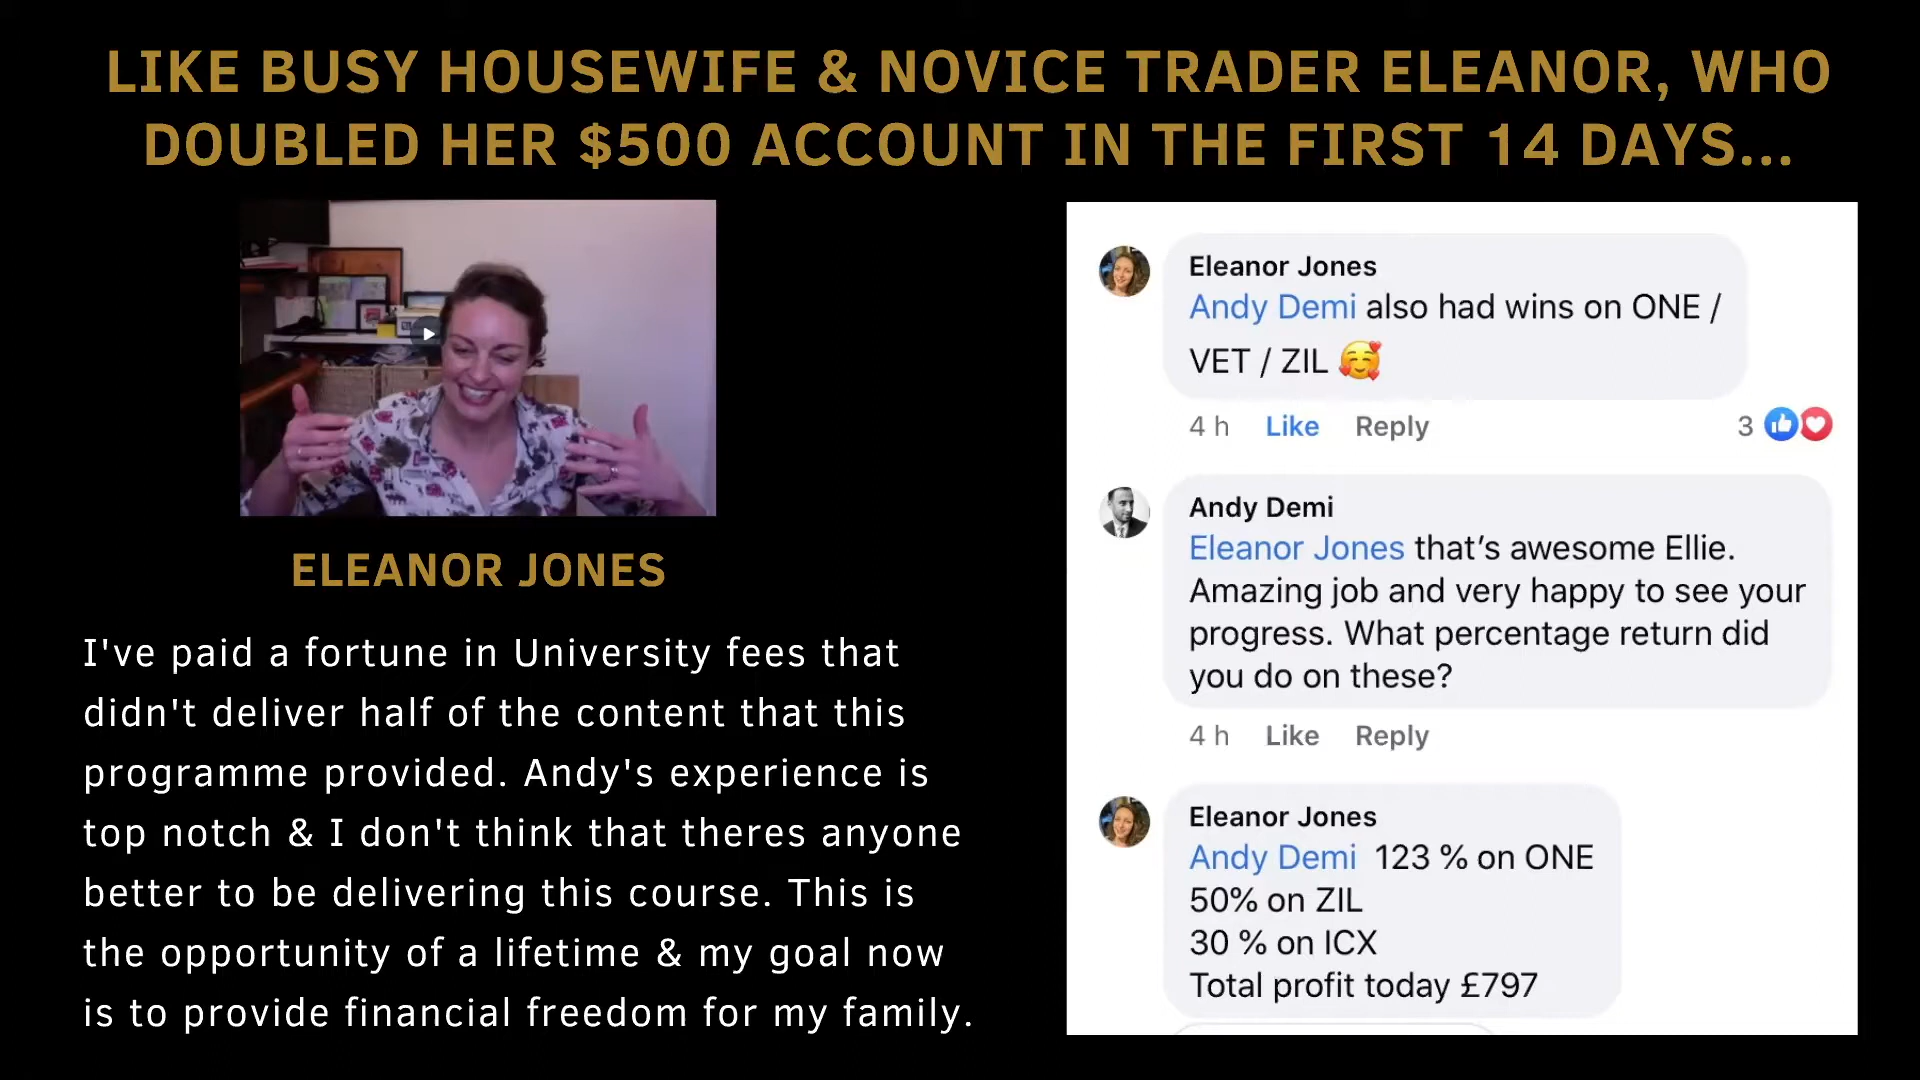 LIKE BUSY HOUSEWIFE & NOVICE TRADER ELEANOR, WHO
DOUBLED HER $500 ACCOUNT IN THE FIRST 14 DAYS...
ELEANOR JONES
I've paid a fortune in University fees that
didn't deliver half of the content that this
programme provided. Andy's experience is
top notch & I don't think that theres anyone
better to be delivering this course. This is
the opportunity of a lifetime & my goal now
is to provide financial freedom for my family.
Eleanor Jones
Andy Demi also had wins on ONE /
VET / ZIL 🥰
4 h Like Reply 3
Andy Demi
Eleanor Jones that's awesome Ellie.
Amazing job and very happy to see your
progress. What percentage return did
you do on these?
4 h Like Reply
Eleanor Jones
Andy Demi 123 % on ONE
50% on ZIL
30 % on ICX
Total profit today £797